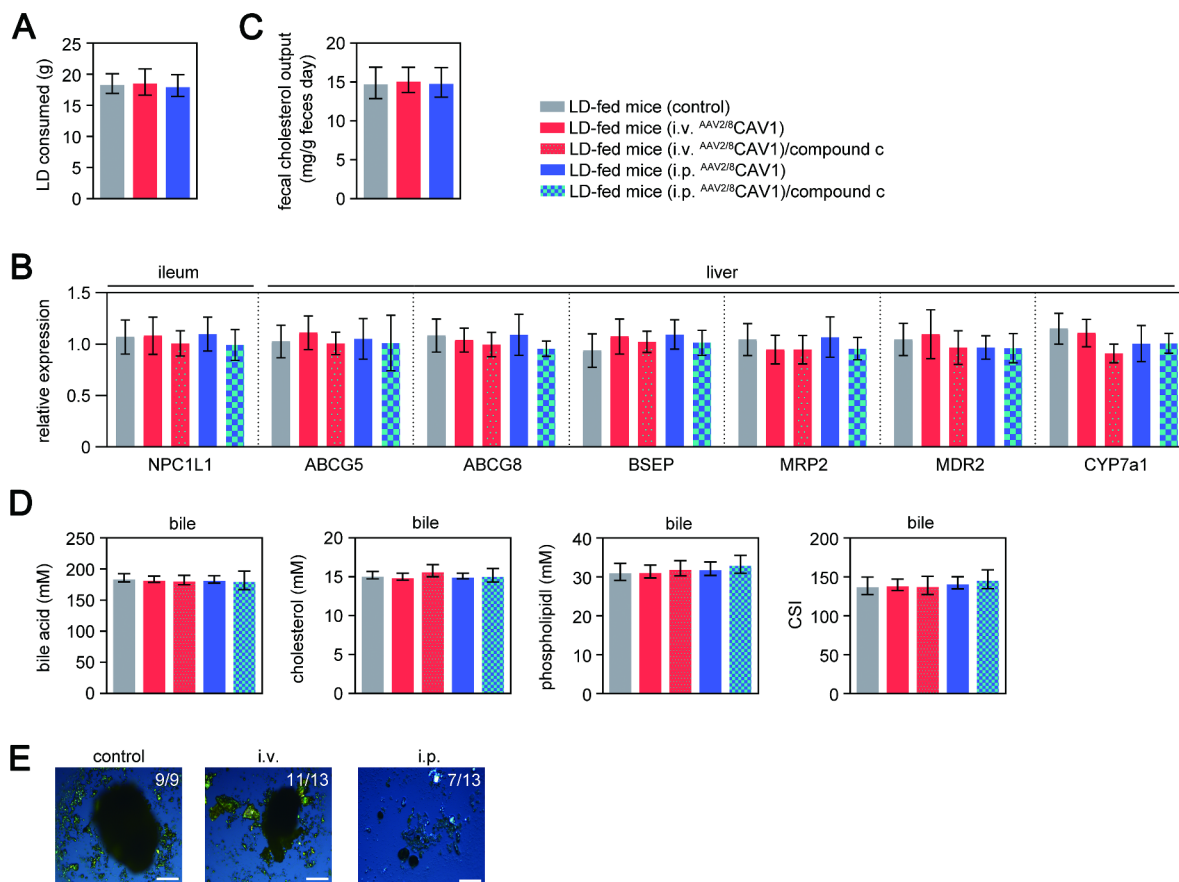 A
LD consumed (g)
25
20
15
10
5
0
C
fecal cholesterol output
(mg/g feces day)
20
15
10
5
0
LD-fed mice (control)
LD-fed mice (i.v. AAV2/8CAV1)
LD-fed mice (i.v. AAV2/8CAV1)/compound c
LD-fed mice (i.p. AAV2/8CAV1)
LD-fed mice (i.p. AAV2/8CAV1)/compound c
B
ileum
liver
relative expression
1.5
1.0
0.5
0
NPC1L1
ABCG5
ABCG8
BSEP
MRP2
MDR2
CYP7a1
D
bile
bile acid (mM)
250
200
150
100
50
0
bile
cholesterol (mM)
20
15
10
5
0
bile
phospholipidl (mM)
40
30
20
10
0
bile
CSI
200
150
100
50
0
E
control
9/9
i.v.
11/13
i.p.
7/13